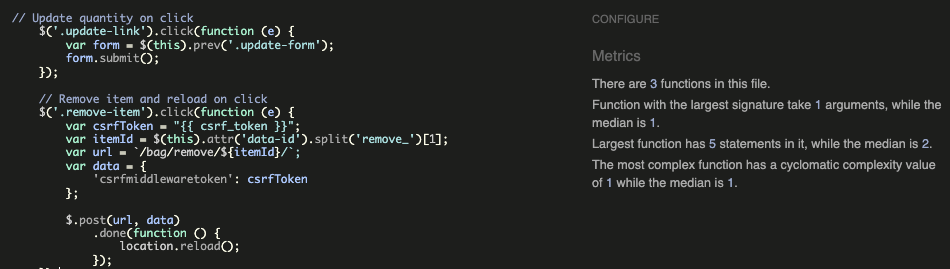 // Update quantity on click
$('.update-link').click(function (e) {
var form = $(this).prev('.update-form');
form.submit();
});
// Remove item and reload on click
$('.remove-item').click(function (e) {
var csrfToken = "{{ csrf_token }}";
var itemId = $(this).attr('data-id').split('remove_')[1];
var url = `/bag/remove/${itemId}/`;
var data = {
'csrfmiddlewaretoken': csrfToken
};
$.post(url, data)
.done(function () {
location.reload();
});
CONFIGURE
Metrics
There are 3 functions in this file.
Function with the largest signature take 1 arguments, while the
median is 1.
Largest function has 5 statements in it, while the median is 2.
The most complex function has a cyclomatic complexity value
of 1 while the median is 1.